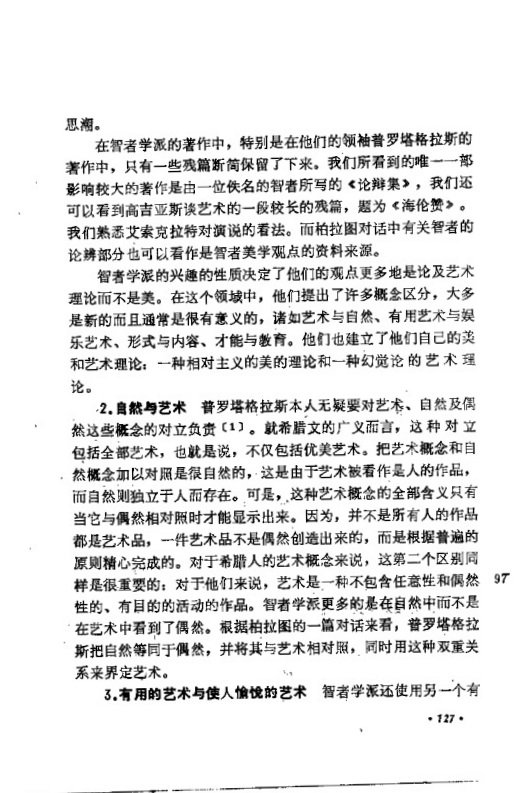 思潮。
在智者学派的著作中，特别是在他们的领袖普罗塔格拉斯的
著作中，只有一些残篇断简保留了下来。我们所看到的唯一一部
影响较大的著作是由一位佚名的智者所写的《论辩集》，我们还
可以看到高吉亚斯谈艺术的一段较长的残篇，题为《海伦赞》。
我们熟悉艾索克拉特对演说的看法。而柏拉图对话中有关智者的
论辨部分也可以看作是智者美学观点的资料来源。
智者学派的兴趣的性质决定了他们的观点更多地是论及艺术
理论而不是美。在这个领域中，他们提出了许多概念区分，大多
是新的而且通常是很有意义的，诸如艺术与自然、有用艺术与娱
乐艺术、形式与内容、才能与教育。他们也建立了他们自己的美
和艺术理论：一种相对主义的美的理论和一种幻觉论的艺术理
论。
2.自然与艺术 普罗塔格拉斯本人无疑要对艺术、自然及偶
然这些概念的对立负责〔1〕。就希腊文的广义而言，这种对立
包括全部艺术，也就是说，不仅包括优美艺术。把艺术概念和自
然概念加以对照是很自然的，这是由于艺术被看作是人的作品，
而自然则独立于人而存在。可是，这种艺术概念的全部含义只有
当它与偶然相对照时才能显示出来。因为，并不是所有人的作品
都是艺术品，一件艺术品不是偶然创造出来的，而是根据普遍的
原则精心完成的。对于希腊人的艺术概念来说，这第二个区别同
样是很重要的：对于他们来说，艺术是一种不包含任意性和偶然
性的、有目的的活动的作品。智者学派更多的是在自然中而不是
在艺术中看到了偶然。根据柏拉图的一篇对话来看，普罗塔格拉
斯把自然等同于偶然，并将其与艺术相对照，同时用这种双重关
系来界定艺术。
3.有用的艺术与使人愉悦的艺术 智者学派还使用另一个有
97
·127·